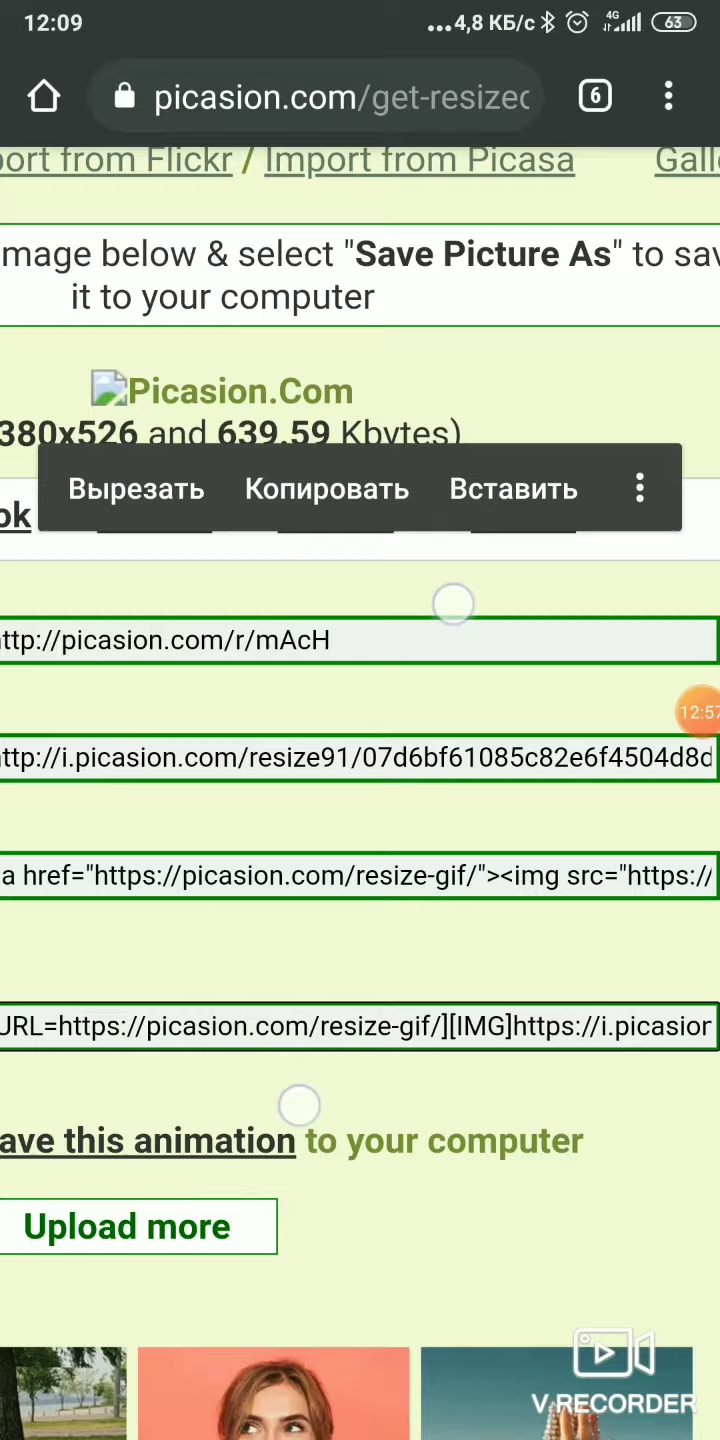 12:09
...4,8 КБ/с
4G
63
picasion.com/get-resized
6
port from Flickr / Import from Picasa
Galle
mage below & select "Save Picture As" to sav
it to your computer
Picasion.Com
380x526 and 639.59 Kbytes)
Вырезать Копировать Вставить
ok
ttp://picasion.com/r/mAcH
12:57
ttp://i.picasion.com/resize91/07d6bf61085c82e6f4504d8d
a href="https://picasion.com/resize-gif/"><img src="https://
URL=https://picasion.com/resize-gif/][IMG]https://i.picasion
ave this animation to your computer
Upload more
V.RECORDER